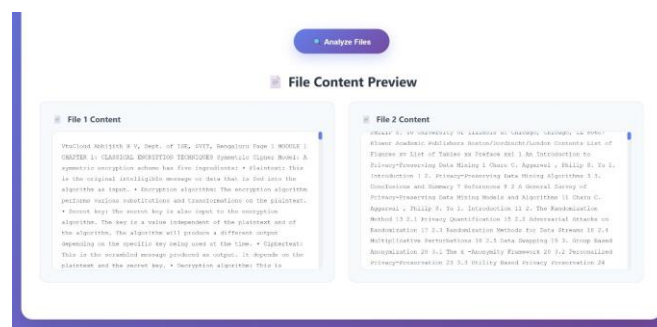 Analyze Files
File Content Preview
File 1 Content
VtuCloud Abhijith H V, Dept. of ISE, SVIT, Bengaluru Page 1 MODULE 1
CHAPTER 1: CLASSICAL ENCRYPTION TECHNIQUES Symmetric Cipher Model: A
symmetric encryption scheme has five ingredients: • Plaintext: This
is the original intelligible message or data that is fed into the
algorithm as input. • Encryption algorithm: The encryption algorithm
performs various substitutions and transformations on the plaintext.
• Secret key: The secret key is also input to the encryption
algorithm. The key is a value independent of the plaintext and of
the algorithm. The algorithm will produce a different output
depending on the specific key being used at the time. • Ciphertext:
This is the scrambled message produced as output. It depends on the
plaintext and the secret key. • Decryption algorithm: This is
File 2 Content
Philip S. Yu University of Illinois at Chicago, Chicago, IL
Kluwer Academic Publishers Boston/Dordrecht/London Contents List of
Figures xv List of Tables xx Preface xxi 1 An Introduction to
Privacy-Preserving Data Mining 1 Charu C. Aggarwal , Philip S. Yu 1.
Introduction 1 2. Privacy-Preserving Data Mining Algorithms 3 3.
Conclusions and Summary 7 References 8 2 A General Survey of
Privacy-Preserving Data Mining Models and Algorithms 11 Charu C.
Aggarwal , Philip S. Yu 1. Introduction 11 2. The Randomization
Method 13 2.1 Privacy Quantification 15 2.2 Adversarial Attacks on
Randomization 17 2.3 Randomization Methods for Data Streams 18 2.4
Multiplicative Perturbations 18 2.5 Data Swapping 19 3. Group Based
Anonymization 20 3.1 The k -Anonymity Framework 20 3.2 Personalized
Privacy-Preservation 23 3.3 Utility Based Privacy Preservation 24